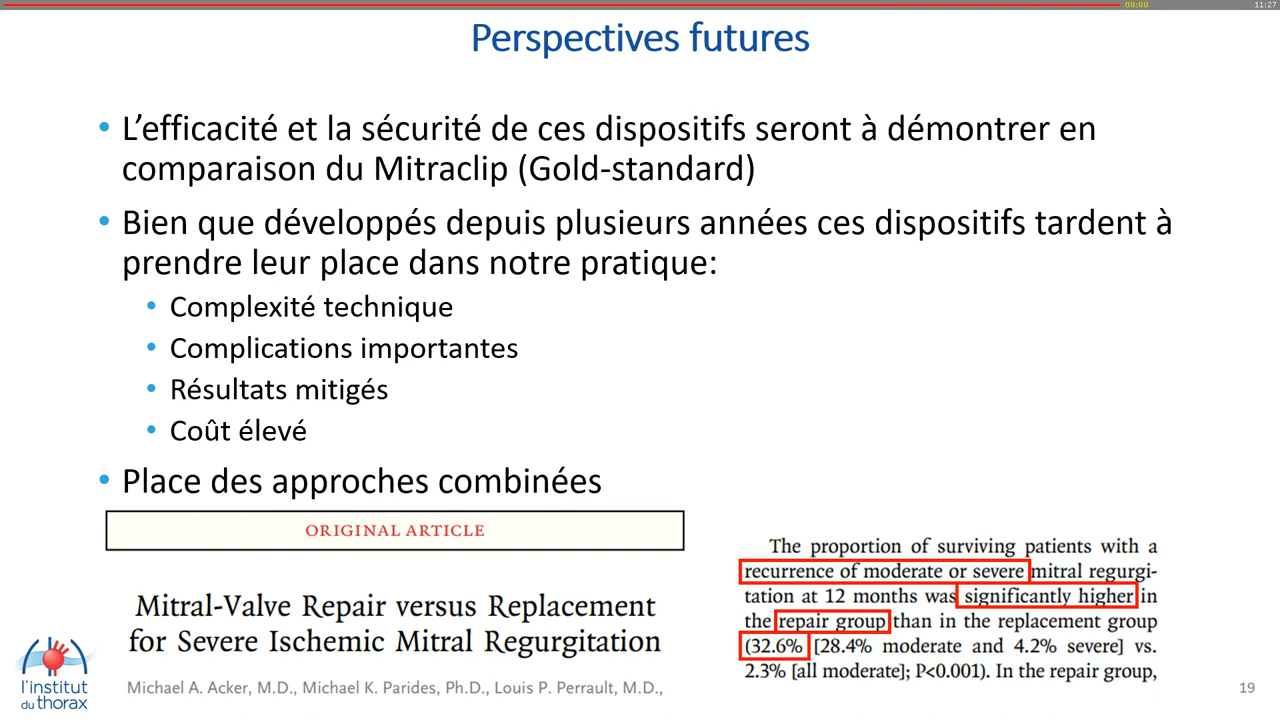 00:00
11:27
Perspectives futures
• L’efficacité et la sécurité de ces dispositifs seront à démontrer en
comparaison du Mitraclip (Gold-standard)
• Bien que développés depuis plusieurs années ces dispositifs tardent à
prendre leur place dans notre pratique:
• Complexité technique
• Complications importantes
• Résultats mitigés
• Coût élevé
• Place des approches combinées
ORIGINAL ARTICLE
Mitral-Valve Repair versus Replacement
for Severe Ischemic Mitral Regurgitation
Michael A. Acker, M.D., Michael K. Parides, Ph.D., Louis P. Perrault, M.D.,
The proportion of surviving patients with a
recurrence of moderate or severe mitral regurgi-
tation at 12 months was significantly higher in
the repair group than in the replacement group
(32.6% [28.4% moderate and 4.2% severe] vs.
2.3% [all moderate]; P<0.001). In the repair group,
l'institut
du thorax
19